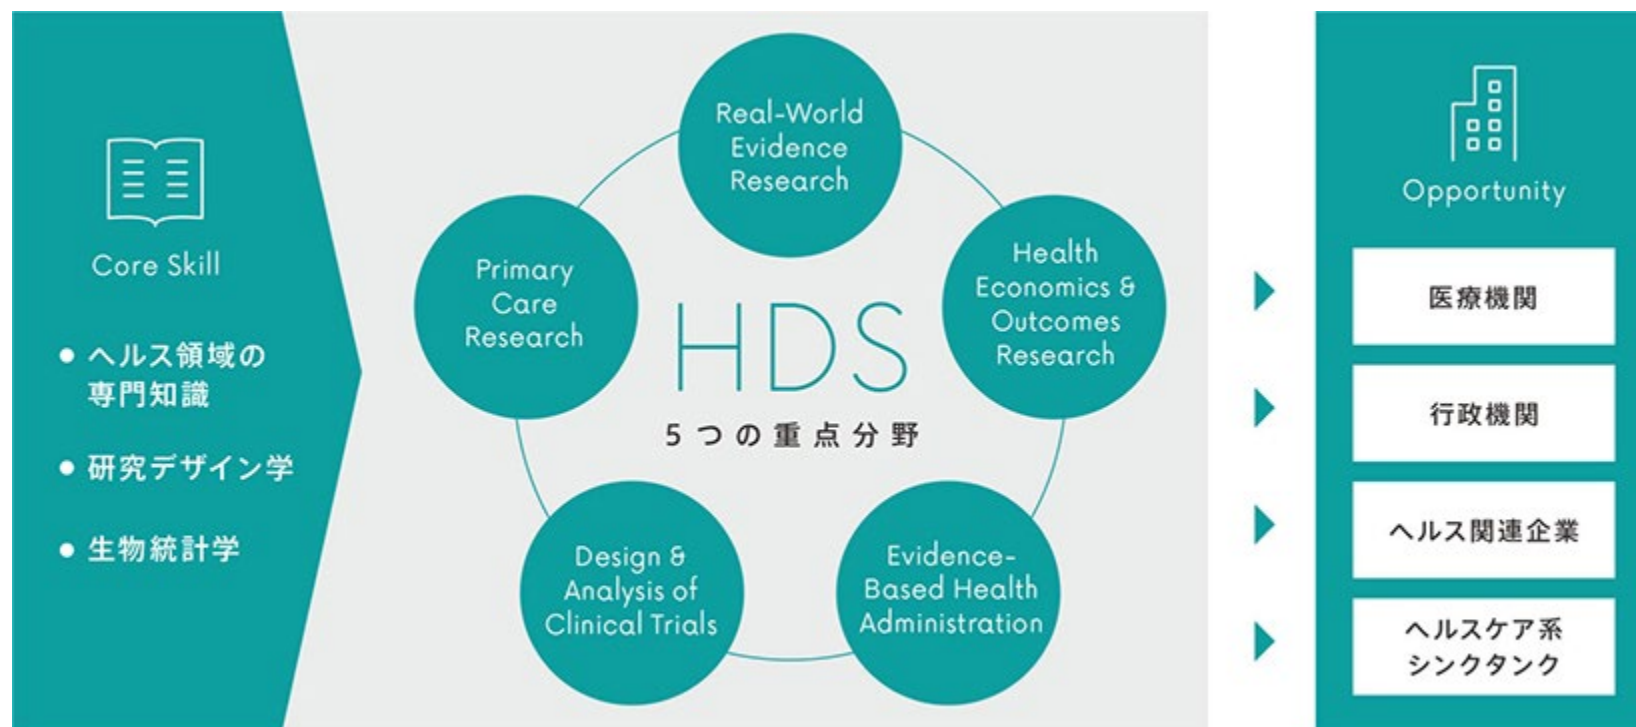 Core Skill
● ヘルス領域の
専門知識
● 研究デザイン学
● 生物統計学
Real-World
Evidence
Research
Primary
Care
Research
Health
Economics &
Outcomes
Research
HDS
5つの重点分野
Design &
Analysis of
Clinical Trials
Evidence-
Based Health
Administration
Opportunity
医療機関
行政機関
ヘルス関連企業
ヘルスケア系
シンクタンク